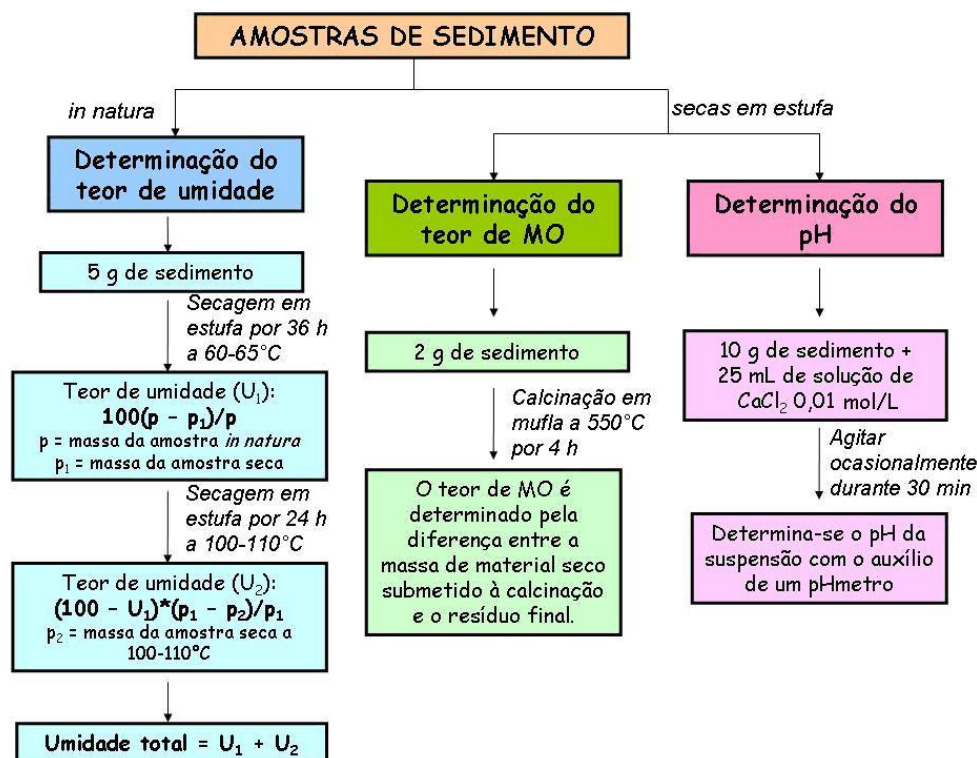 AMOSTRAS DE SEDIMENTO
in natura
secas em estufa
Determinação do
teor de umidade
5 g de sedimento
Secagem em
estufa por 36 h
a 60-65°C
Teor de umidade (U₁):
100(p - p₁)/p
p = massa da amostra in natura
p₁ = massa da amostra seca
Secagem em
estufa por 24 h
a 100-110°C
Teor de umidade (U₂):
(100 - U₁)*(p₁ - p₂)/p₁
p₂ = massa da amostra seca a
100-110°C
Umidade total = U₁ + U₂
Determinação do
teor de MO
2 g de sedimento
Calcinação em
mufla a 550°C
por 4 h
O teor de MO é
determinado pela
diferença entre a
massa de material seco
submetido à calcinação
e o resíduo final.
Determinação do
pH
10 g de sedimento +
25 mL de solução de
CaCl₂ 0,01 mol/L
Agitar
ocasionalmente
durante 30 min
Determina-se o pH da
suspensão com o auxílio
de um pHmetro